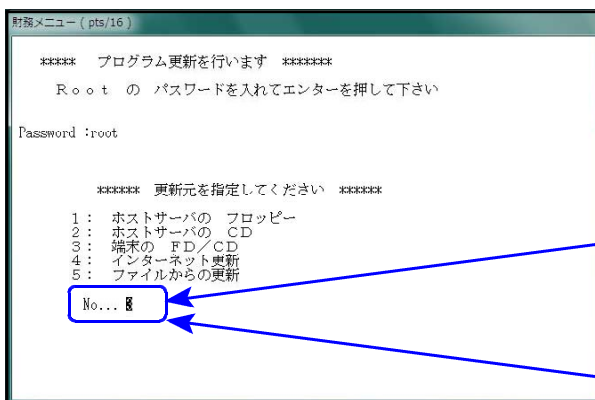 財務メニュー ( pts/16 )
***** プログラム更新を行います *******
Ｒｏｏｔ の パスワードを入れてエンターを押して下さい
Password :root
****** 更新元を指定してください ******
１： ホストサーバの フロッピー
２： ホストサーバの ＣＤ
３： 端末の ＦＤ／ＣＤ
４： インターネット更新
５： ファイルからの更新
No... 3